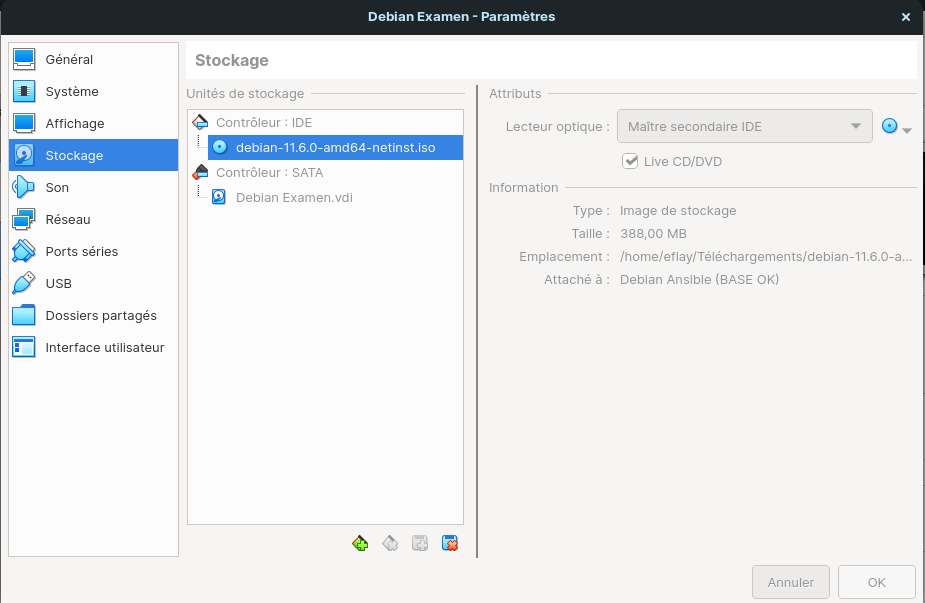 Debian Examen - Paramètres
Général
Système
Affichage
Stockage
Son
Réseau
Ports séries
USB
Dossiers partagés
Interface utilisateur
Stockage
Unités de stockage
Contrôleur : IDE
debian-11.6.0-amd64-netinst.iso
Contrôleur : SATA
Debian Examen.vdi
Attributs
Lecteur optique : Maître secondaire IDE
Live CD/DVD
Information
Type : Image de stockage
Taille : 388,00 MB
Emplacement : /home/eflay/Téléchargements/debian-11.6.0-a...
Attaché à : Debian Ansible (BASE OK)
Annuler
OK